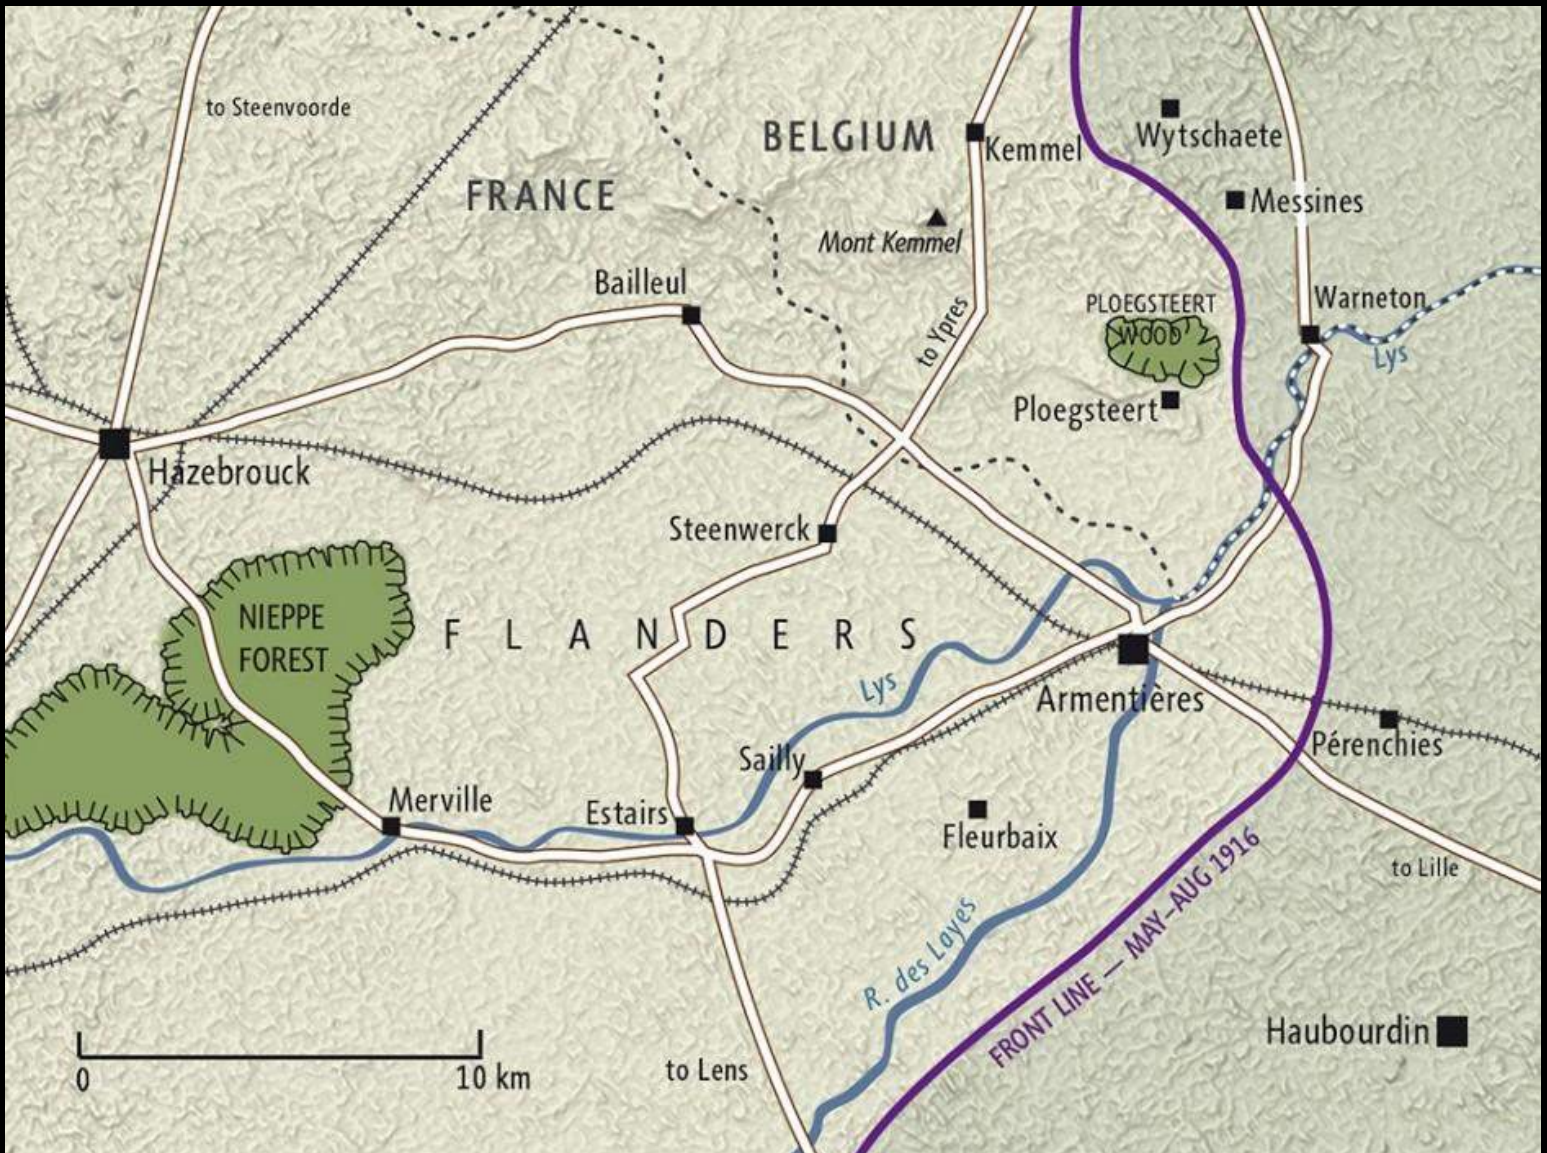 to Steenvoorde
BELGIUM
Kemmel
Wytschaete
FRANCE
Messines
Mont Kemmel
Bailleul
PLOEGSTEERT
WOOD
Warneton
to Ypres
Lys
Ploegsteert
Hazebrouck
Steenwerck
NIEPPE
FOREST
FLANDERS
Lys
Armentières
Sailly
Pérenchies
Merville
Estairs
Fleurbaix
to Lille
R. des Layes
FRONT LINE — MAY–AUG 1916
Haubourdin
to Lens
0 10 km